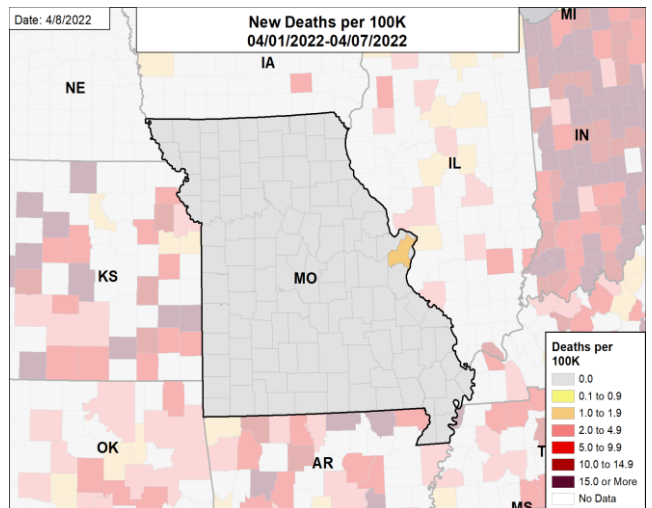 Date: 4/8/2022
New Deaths per 100K
04/01/2022-04/07/2022
MI
IA
NE
IN
IL
KS
MO
OK
AR
T
MS
Deaths per
100K
0.0
0.1 to 0.9
1.0 to 1.9
2.0 to 4.9
5.0 to 9.9
10.0 to 14.9
15.0 or More
No Data